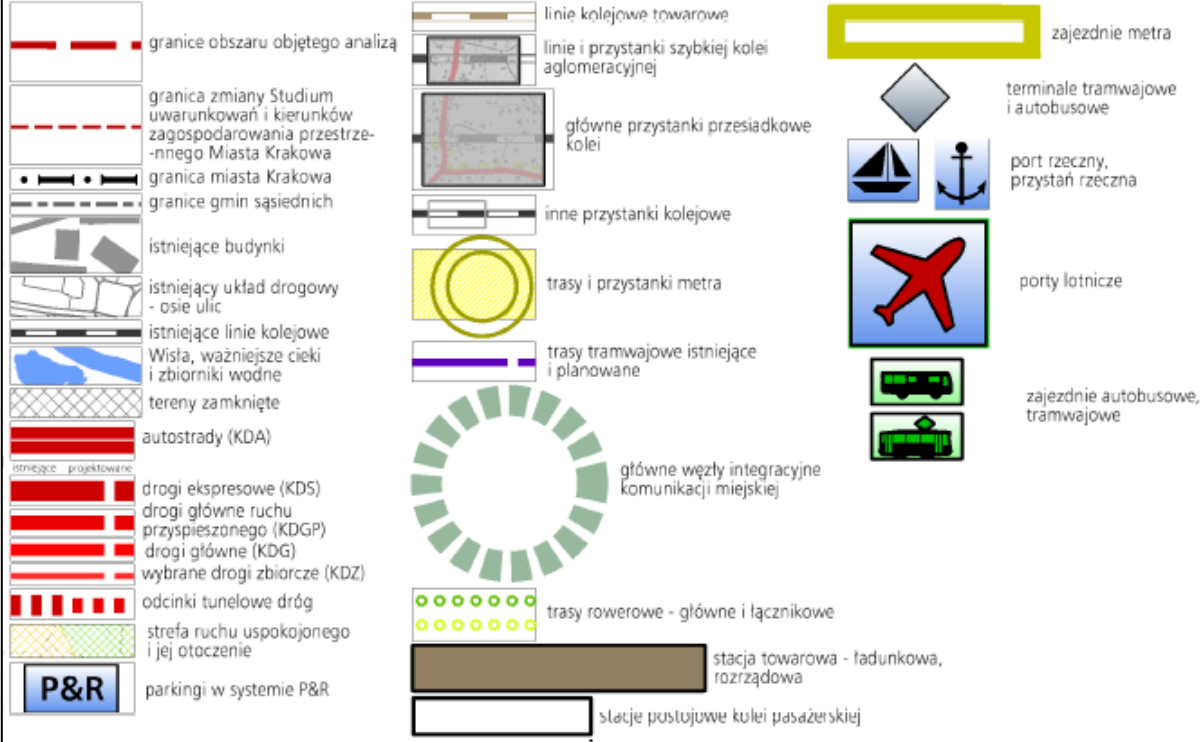 granice obszaru objętego analizą
granica zmiany Studium
uwarunkowań i kierunków
zagospodarowania przestrze-
-nnego Miasta Krakowa
granica miasta Krakowa
granice gmin sąsiednich
istniejące budynki
istniejący układ drogowy
- osie ulic
istniejące linie kolejowe
Wisła, ważniejsze cieki
i zbiorniki wodne
tereny zamknięte
autostrady (KDA)
istniejące projektowane
drogi ekspresowe (KDS)
drogi główne ruchu
przyspieszonego (KDGP)
drogi główne (KDG)
wybrane drogi zbiorcze (KDZ)
odcinki tunelowe dróg
strefa ruchu uspokojonego
i jej otoczenie
P&R
parkingi w systemie P&R
linie kolejowe towarowe
linie i przystanki szybkiej kolei
aglomeracyjnej
główne przystanki przesiadkowe
kolei
inne przystanki kolejowe
trasy i przystanki metra
trasy tramwajowe istniejące
i planowane
główne węzły integracyjne
komunikacji miejskiej
trasy rowerowe - główne i łącznikowe
stacja towarowa - ładunkowa,
rozrządowa
stacje postojowe kolei pasażerskiej
zajezdnie metra
terminale tramwajowe
i autobusowe
port rzeczny,
przystań rzeczna
porty lotnicze
zajezdnie autobusowe,
tramwajowe